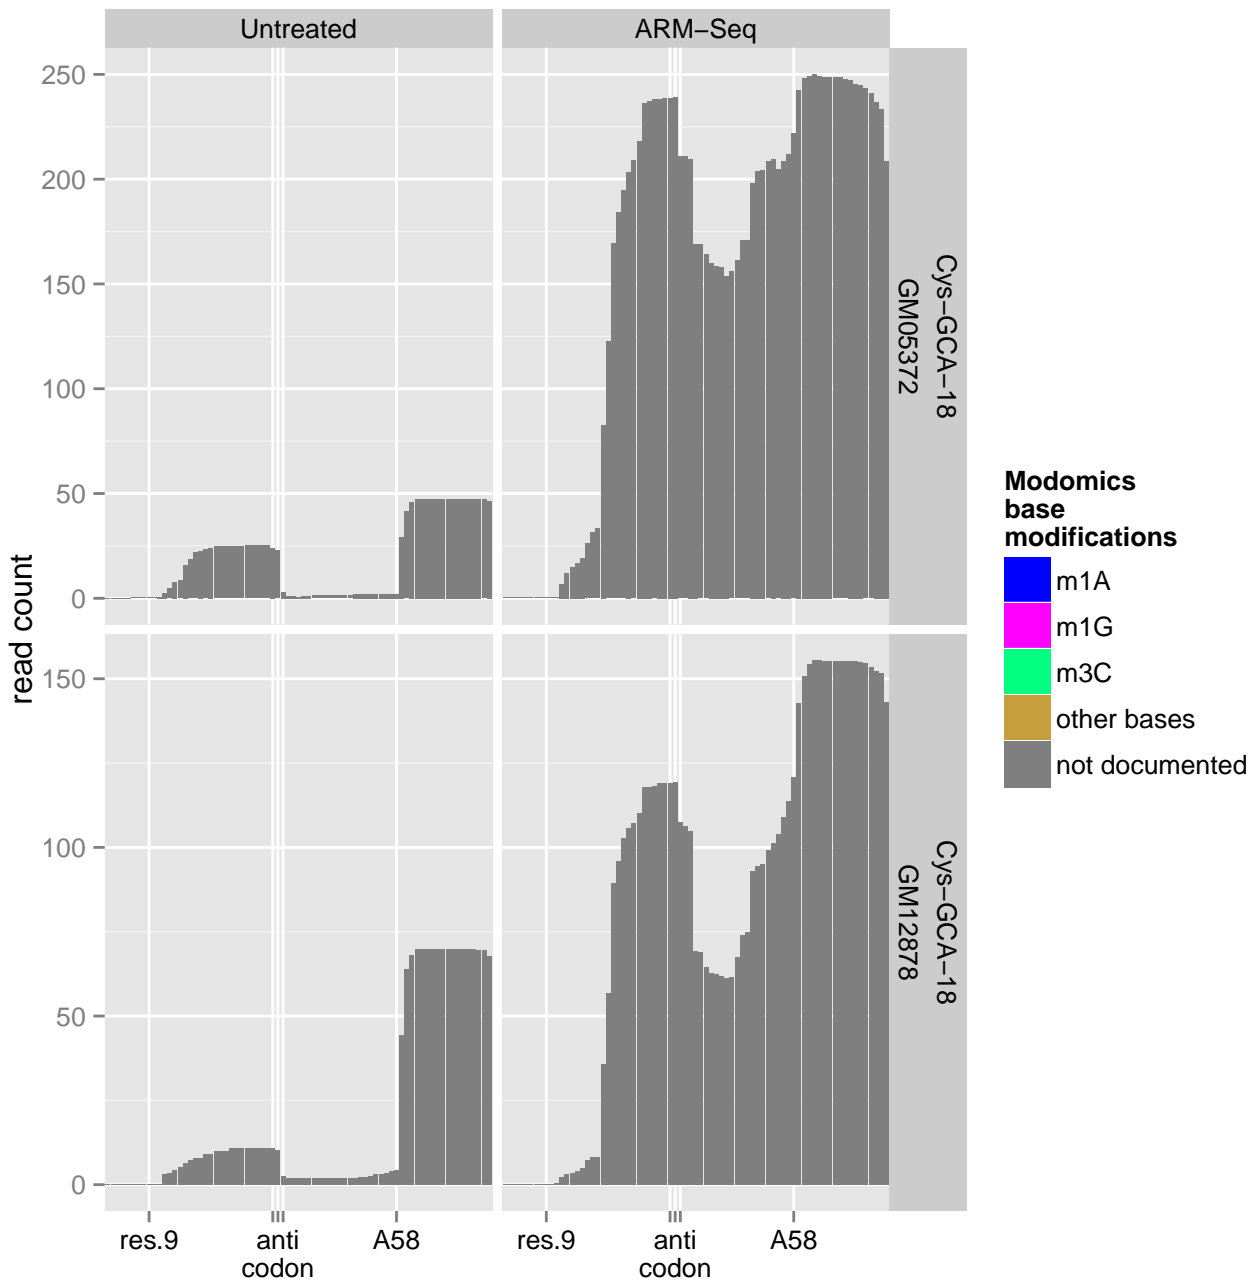 Untreated
ARM−Seq
250
200
150
100
50
0
Cys−GCA−18
GM05372
read count
150
100
50
0
Cys−GCA−18
GM12878
res.9
anti
codon
A58
res.9
anti
codon
A58
Modomics
base
modifications
m1A
m1G
m3C
other bases
not documented